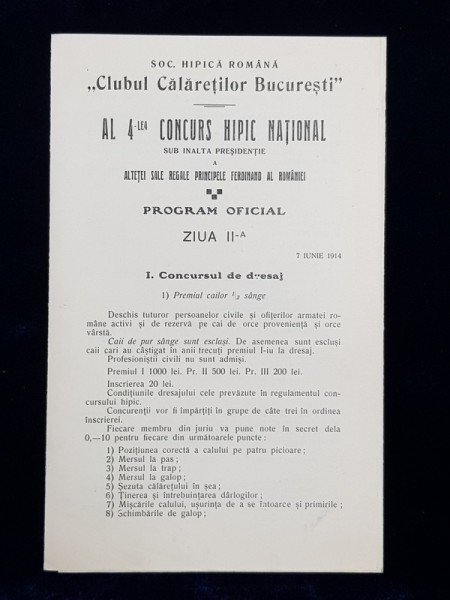 SOC. HIPICĂ ROMÂNĂ
„Clubul Călăreţilor Bucureşti"
AL 4-LEA CONCURS HIPIC NAŢIONAL
SUB INALTA PREŞIDENŢIE
A
ALTEŢEI SALE REGALE PRINCIPELE FERDINAND AL ROMÂNIEI
PROGRAM OFICIAL
ZIUA II-A
7 IUNIE 1914
I. Concursul de dresaj
1) Premiul cailor 1/2 sânge
Deschis tuturor persoanelor civile şi ofiţerilor armatei ro-
mâne activi şi de rezervă pe cai de orce provenienţă şi orce
vârstă.
Caii de pur sânge sunt escluşi. De asemenea sunt escluşi
caii cari au câştigat în anii trecuţi premiul I-iu la dresaj.
Profesioniştii civili nu sunt admişi.
Premiul I 1000 lei. Pr. II 500 lei. Pr. III 200 lei.
Inscrierea 20 lei.
Condiţiunile dresajului cele prevăzute în regulamentul con-
cursului hipic.
Concurenţii vor fi împărţiţi în grupe de câte trei în ordinea
înscrierei.
Fiecare membru din juriu va pune note în secret dela
0,—10 pentru fiecare din următoarele puncte :
1) Poziţiunea corectă a calului pe patru picioare ;
2) Mersul la pas ;
3) Mersul la trap ;
4) Mersul la galop ;
5) Şezuta călăreţului în şea ;
6) Ţinerea şi întrebuinţarea dârlogilor ;
7) Mişcările calului, uşurinţa de a se întoarce şi primirile ;
8) Schimbările de galop ;